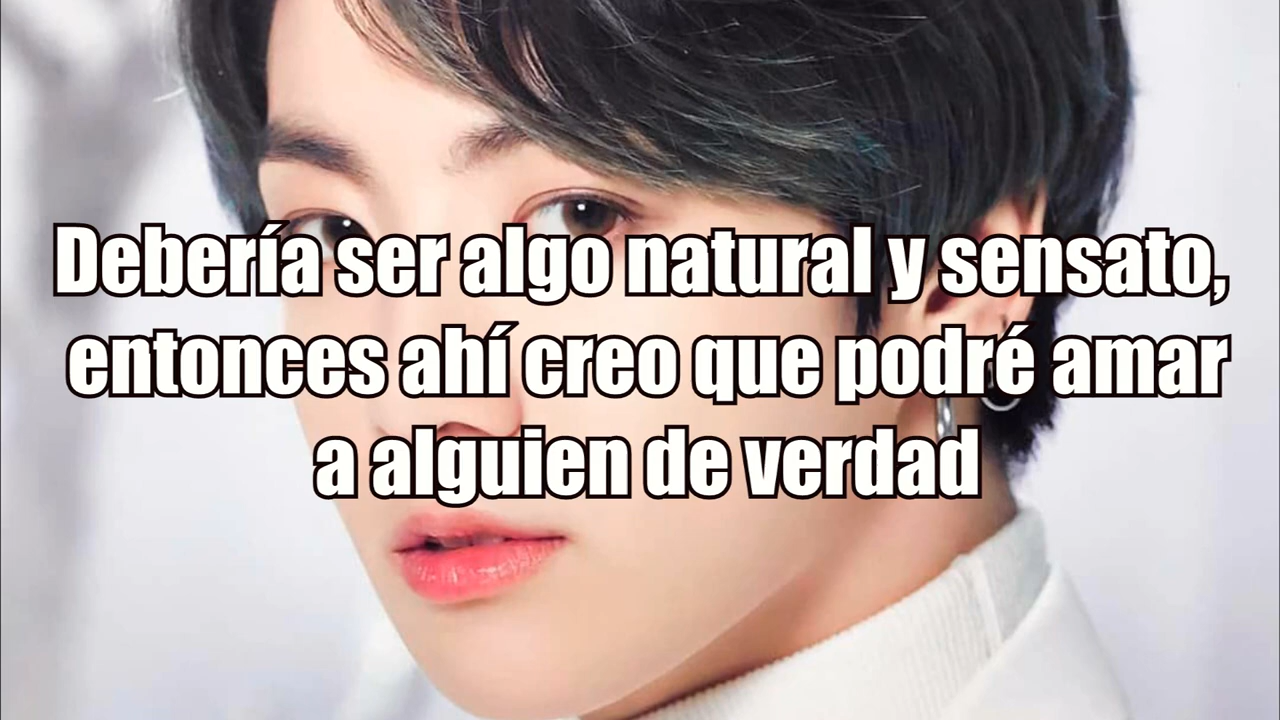 Debería ser algo natural y sensato,
entonces ahí creo que podré amar
a alguien de verdad